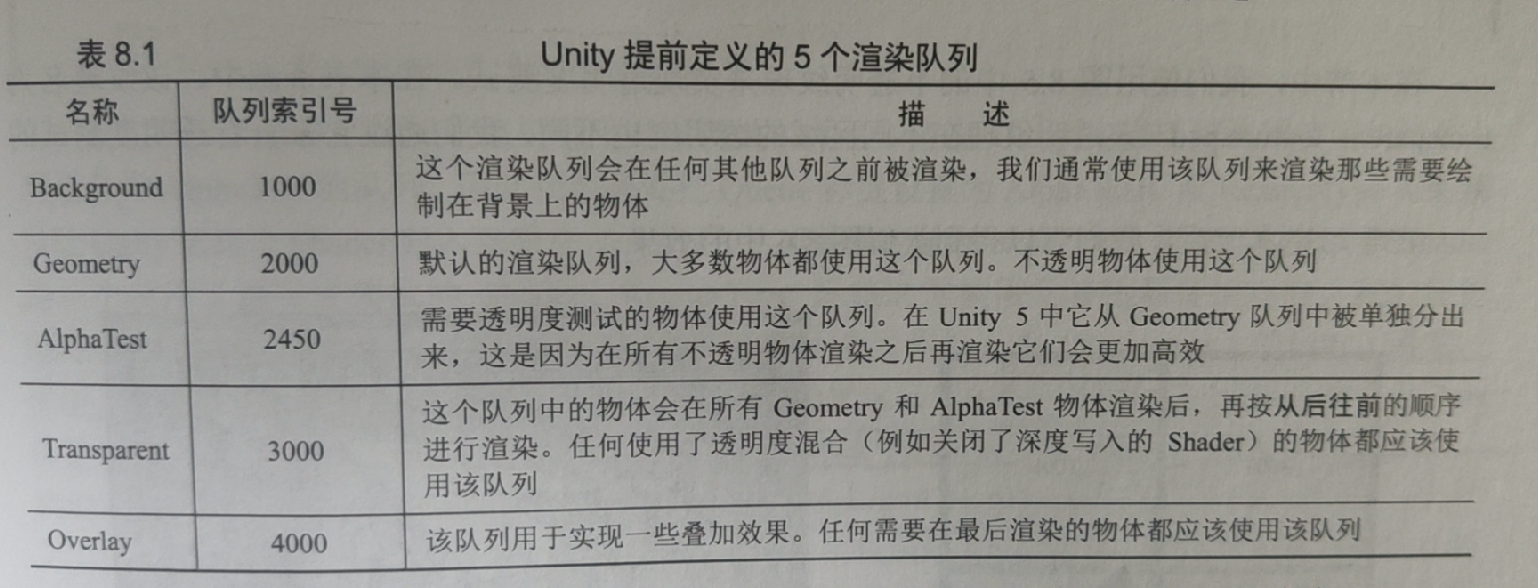 表 8.1 Unity 提前定义的 5 个渲染队列
名称 队列索引号 描 述
Background 1000 这个渲染队列会在任何其他队列之前被渲染，我们通常使用该队列来渲染那些需要绘
制在背景上的物体
Geometry 2000 默认的渲染队列，大多数物体都使用这个队列。不透明物体使用这个队列
AlphaTest 2450 需要透明度测试的物体使用这个队列。在 Unity 5 中它从 Geometry 队列中被单独分出
来，这是因为在所有不透明物体渲染之后再渲染它们会更加高效
Transparent 3000 这个队列中的物体会在所有 Geometry 和 AlphaTest 物体渲染后，再按从后往前的顺序
进行渲染。任何使用了透明度混合（例如关闭了深度写入的 Shader）的物体都应该使
用该队列
Overlay 4000 该队列用于实现一些叠加效果。任何需要在最后渲染的物体都应该使用该队列